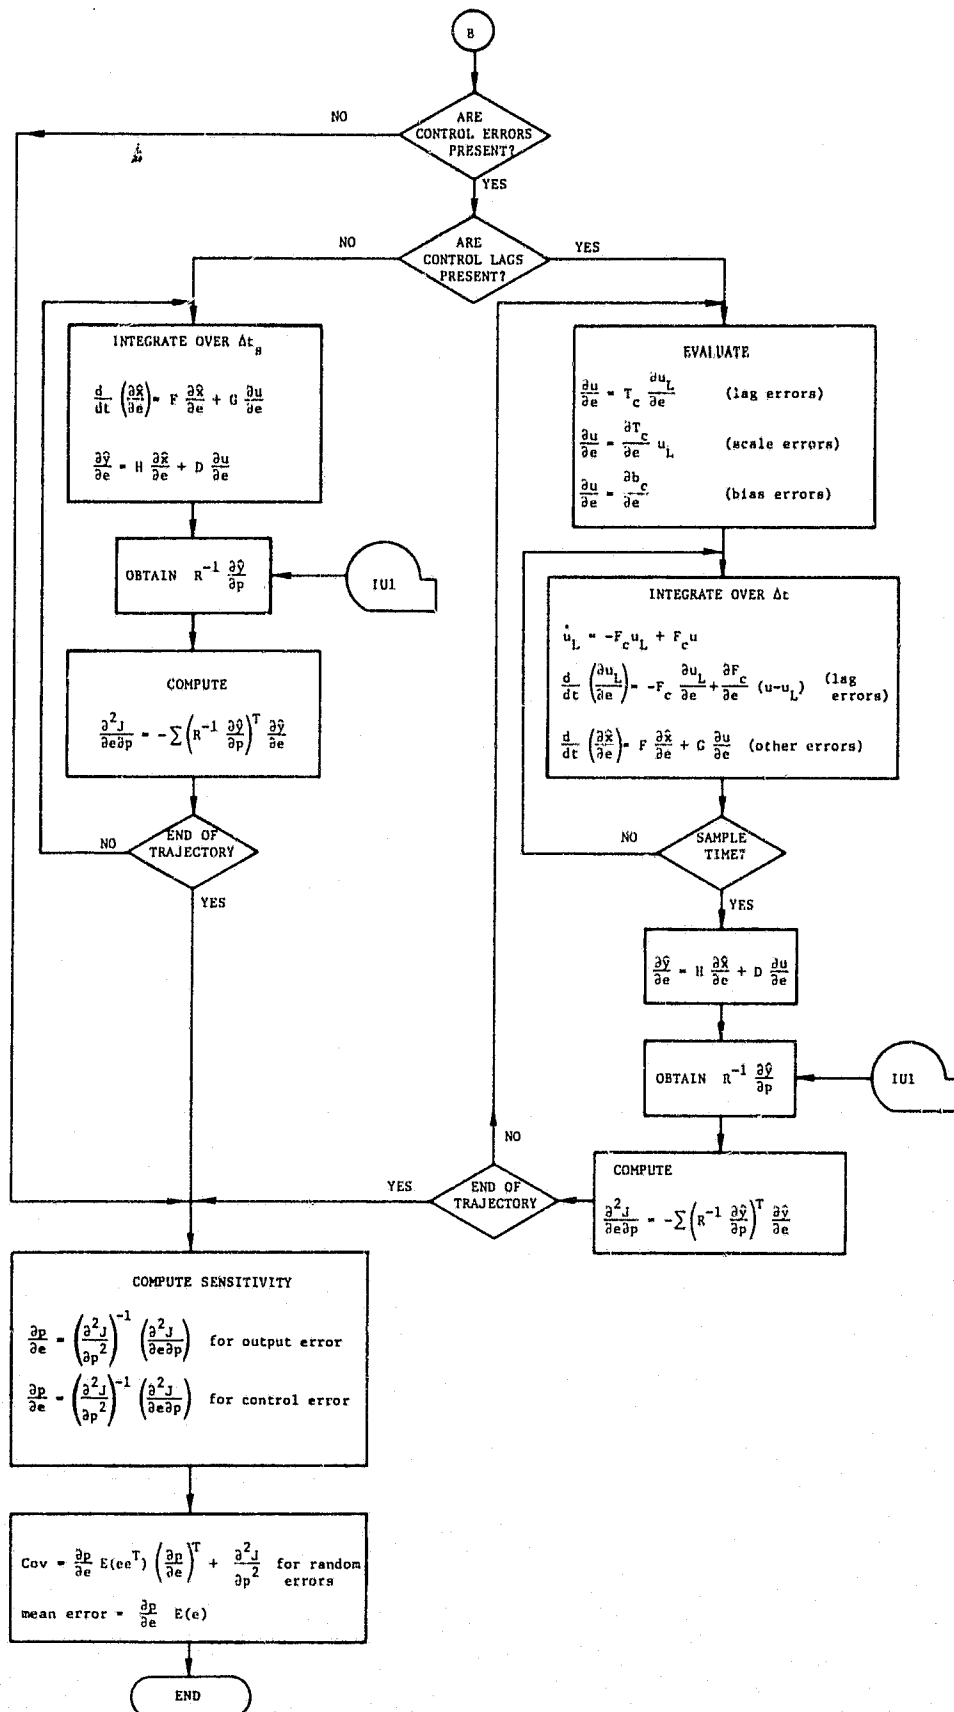 B
NO
ARE
CONTROL ERRORS
PRESENT?
YES
NO
ARE
CONTROL LAGS
PRESENT?
YES
INTEGRATE OVER Δt_s
d/dt (∂x̂/∂e) = F ∂x̂/∂e + G ∂u/∂e
∂ŷ/∂e = H ∂x̂/∂e + D ∂u/∂e
OBTAIN R^-1 ∂ŷ/∂p
IU1
COMPUTE
∂^2J/∂e∂p = -∑ (R^-1 ∂ŷ/∂p)^T ∂ŷ/∂e
NO
END OF
TRAJECTORY
YES
EVALUATE
∂u/∂e = T_c ∂u_L/∂e (lag errors)
∂u/∂e = ∂T_c/∂e u_L (scale errors)
∂u/∂e = ∂b_c/∂e (bias errors)
INTEGRATE OVER Δt
u̇_L = -F_c u_L + F_c u
d/dt (∂u_L/∂e) = -F_c ∂u_L/∂e + ∂F_c/∂e (u-u_L) (lag
errors)
d/dt (∂x̂/∂e) = F ∂x̂/∂e + G ∂u/∂e (other errors)
NO
SAMPLE
TIME?
YES
∂ŷ/∂e = H ∂x̂/∂e + D ∂u/∂e
OBTAIN R^-1 ∂ŷ/∂p
IU1
COMPUTE
∂^2J/∂e∂p = -∑ (R^-1 ∂ŷ/∂p)^T ∂ŷ/∂e
NO
YES
END OF
TRAJECTORY
COMPUTE SENSITIVITY
∂p/∂e = (∂^2J/∂p^2)^-1 (∂^2J/∂e∂p) for output error
∂p/∂e = (∂^2J/∂p^2)^-1 (∂^2J/∂e∂p) for control error
Cov = ∂p/∂e E(ee^T) (∂p/∂e)^T + ∂^2J/∂p^2 for random
errors
mean error = ∂p/∂e E(e)
END